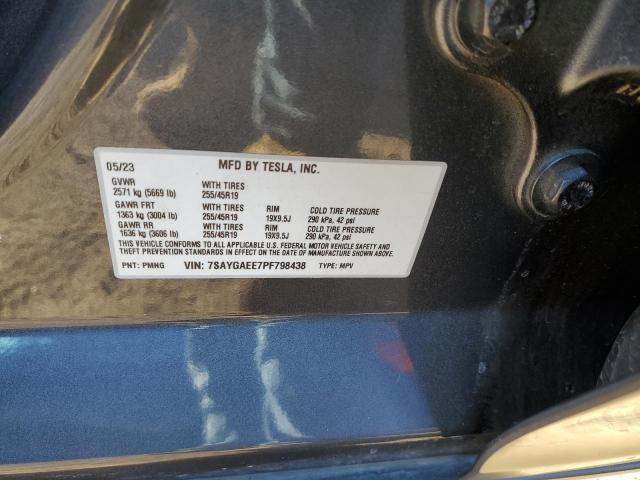 05/23 MFD BY TESLA, INC.
GVWR WITH TIRES
2571 kg (5669 lb) 255/45R19
GAWR FRT WITH TIRES RIM COLD TIRE PRESSURE
1363 kg (3004 lb) 255/45R19 19X9.5J 290 kPa, 42 psi
GAWR RR WITH TIRES RIM COLD TIRE PRESSURE
1636 kg (3606 lb) 255/45R19 19X9.5J 290 kPa, 42 psi
THIS VEHICLE CONFORMS TO ALL APPLICABLE U.S. FEDERAL MOTOR VEHICLE SAFETY AND
THEFT PREVENTION STANDARDS IN EFFECT ON THE DATE OF MANUFACTURE SHOWN ABOVE.
PNT: PMNG VIN: 7SAYGAEE7PF798438 TYPE: MPV